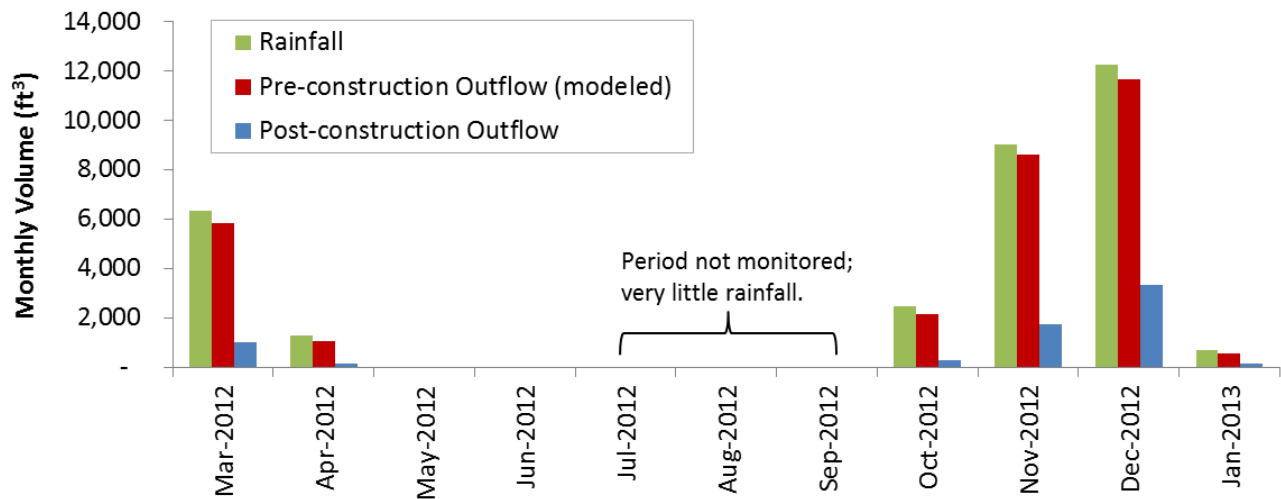 Monthly Volume (ft³)
14,000
12,000
10,000
8,000
6,000
4,000
2,000
-
Rainfall
Pre-construction Outflow (modeled)
Post-construction Outflow
Period not monitored;
very little rainfall.
Mar-2012
Apr-2012
May-2012
Jun-2012
Jul-2012
Aug-2012
Sep-2012
Oct-2012
Nov-2012
Dec-2012
Jan-2013